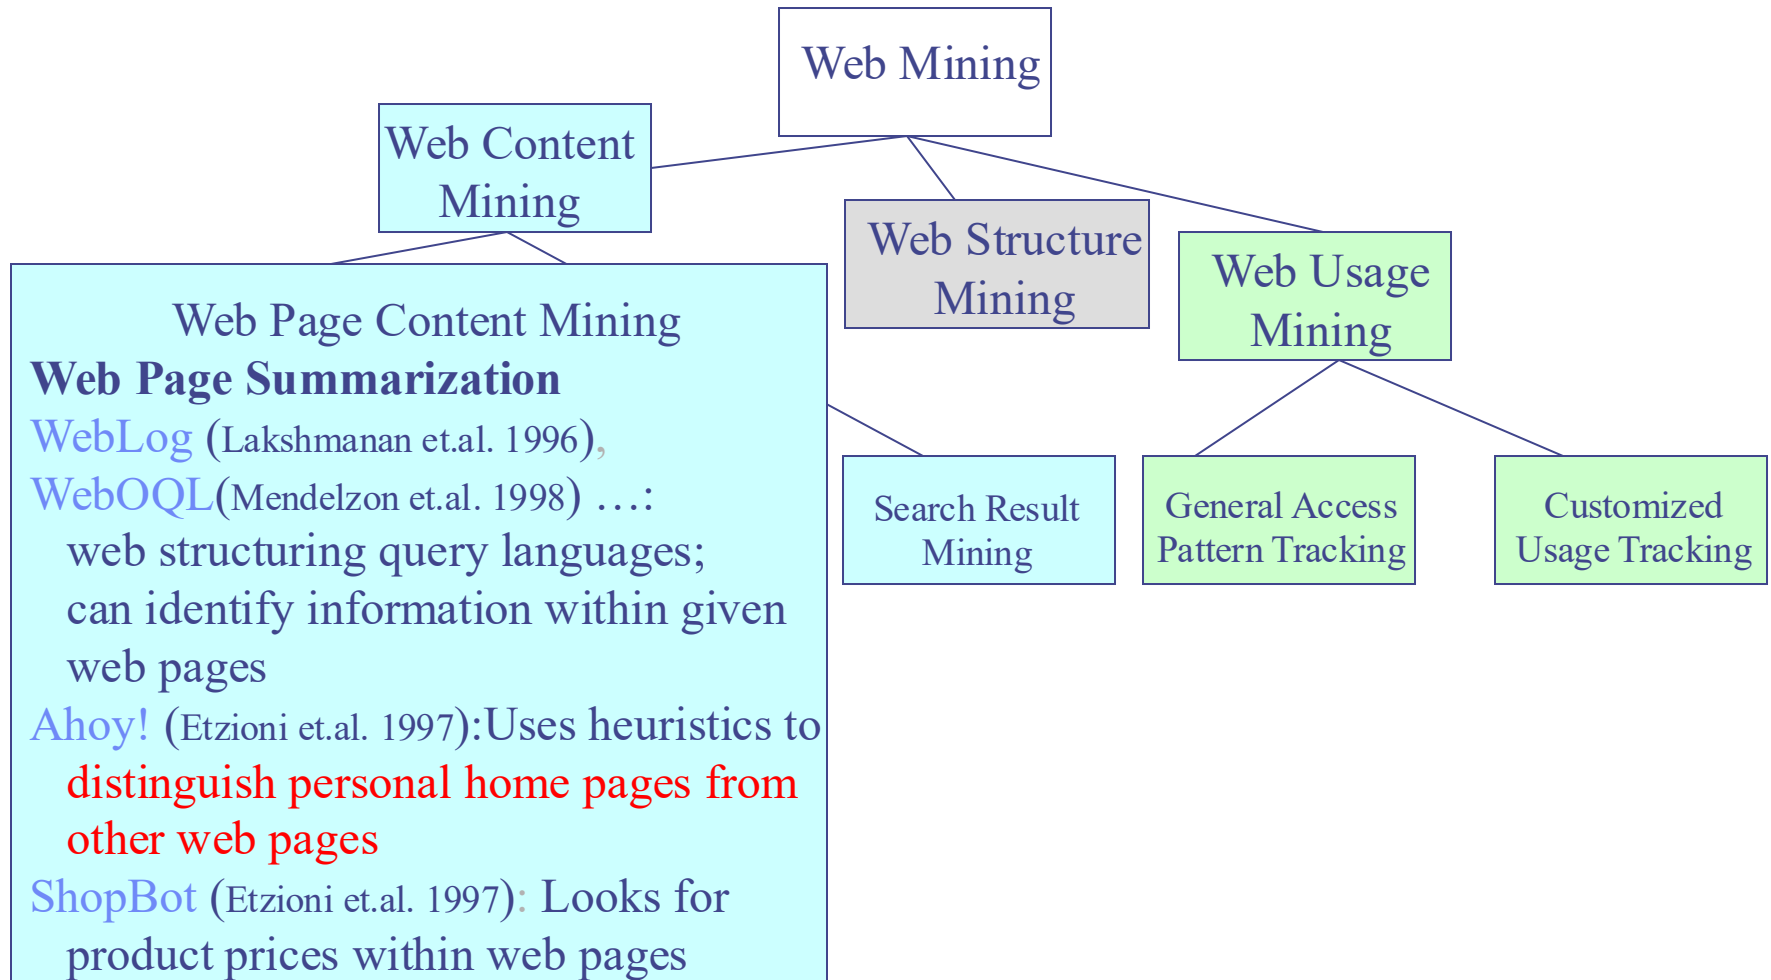 Web Mining
Web Content
Mining
Web Structure
Mining
Web Usage
Mining
Web Page Content Mining
Web Page Summarization
WebLog (Lakshmanan et.al. 1996),
WebOQL(Mendelzon et.al. 1998) …:
web structuring query languages;
can identify information within given
web pages
Ahoy! (Etzioni et.al. 1997):Uses heuristics to
distinguish personal home pages from
other web pages
ShopBot (Etzioni et.al. 1997): Looks for
product prices within web pages
Search Result
Mining
General Access
Pattern Tracking
Customized
Usage Tracking